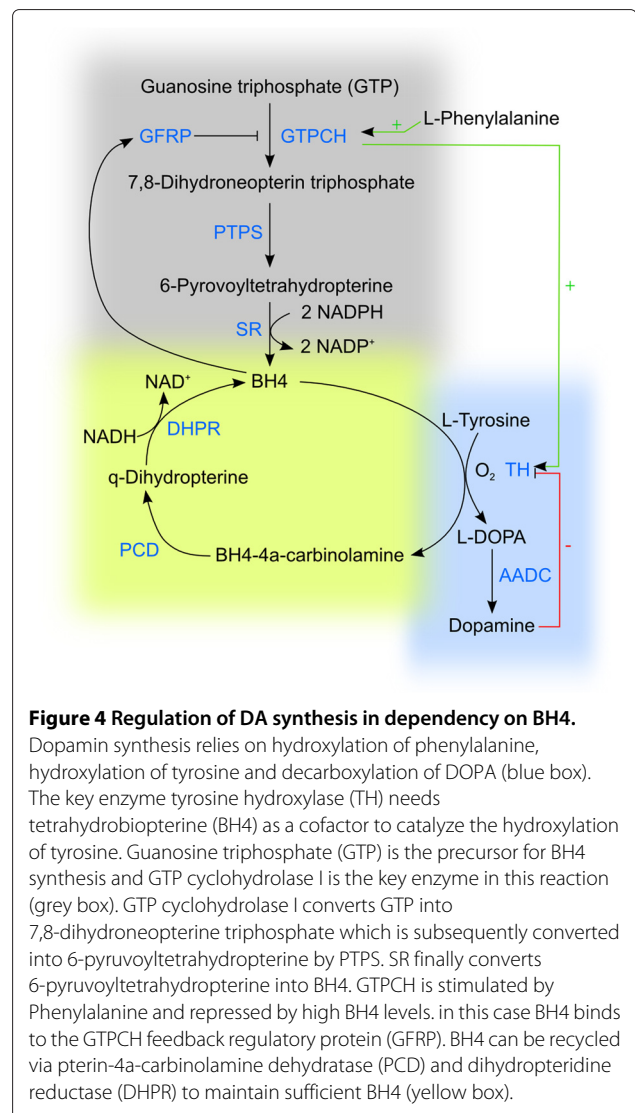 Guanosine triphosphate (GTP)
GFRP
GTPCH
+
L-Phenylalanine
7,8-Dihydroneopterin triphosphate
PTPS
+
6-Pyrovoyltetrahydropterine
2 NADPH
SR
2 NADP⁺
NAD⁺
BH4
NADH
DHPR
L-Tyrosine
q-Dihydropterine
O₂
TH
PCD
BH4-4a-carbinolamine
L-DOPA
-
AADC
Dopamine
Figure 4 Regulation of DA synthesis in dependency on BH4.
Dopamin synthesis relies on hydroxylation of phenylalanine,
hydroxylation of tyrosine and decarboxylation of DOPA (blue box).
The key enzyme tyrosine hydroxylase (TH) needs
tetrahydrobiopterine (BH4) as a cofactor to catalyze the hydroxylation
of tyrosine. Guanosine triphosphate (GTP) is the precursor for BH4
synthesis and GTP cyclohydrolase I is the key enzyme in this reaction
(grey box). GTP cyclohydrolase I converts GTP into
7,8-dihydroneopterine triphosphate which is subsequently converted
into 6-pyruvoyltetrahydropterine by PTPS. SR finally converts
6-pyruvoyltetrahydropterine into BH4. GTPCH is stimulated by
Phenylalanine and repressed by high BH4 levels. in this case BH4 binds
to the GTPCH feedback regulatory protein (GFRP). BH4 can be recycled
via pterin-4a-carbinolamine dehydratase (PCD) and dihydropteridine
reductase (DHPR) to maintain sufficient BH4 (yellow box).